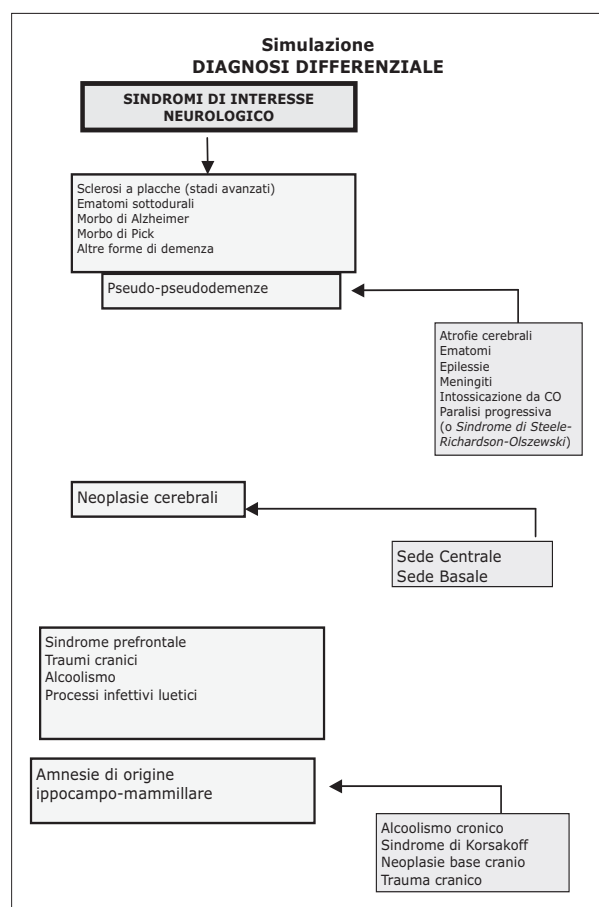 Simulazione
DIAGNOSI DIFFERENZIALE
SINDROMI DI INTERESSE
NEUROLOGICO
Sclerosi a placche (stadi avanzati)
Ematomi sottodurali
Morbo di Alzheimer
Morbo di Pick
Altre forme di demenza
Pseudo-pseudodemenze
Atrofie cerebrali
Ematomi
Epilessie
Meningiti
Intossicazione da CO
Paralisi progressiva
(o Sindrome di Steele-
Richardson-Olszewski)
Neoplasie cerebrali
Sede Centrale
Sede Basale
Sindrome prefrontale
Traumi cranici
Alcoolismo
Processi infettivi luetici
Amnesie di origine
ippocampo-mammillare
Alcoolismo cronico
Sindrome di Korsakoff
Neoplasie base cranio
Trauma cranico